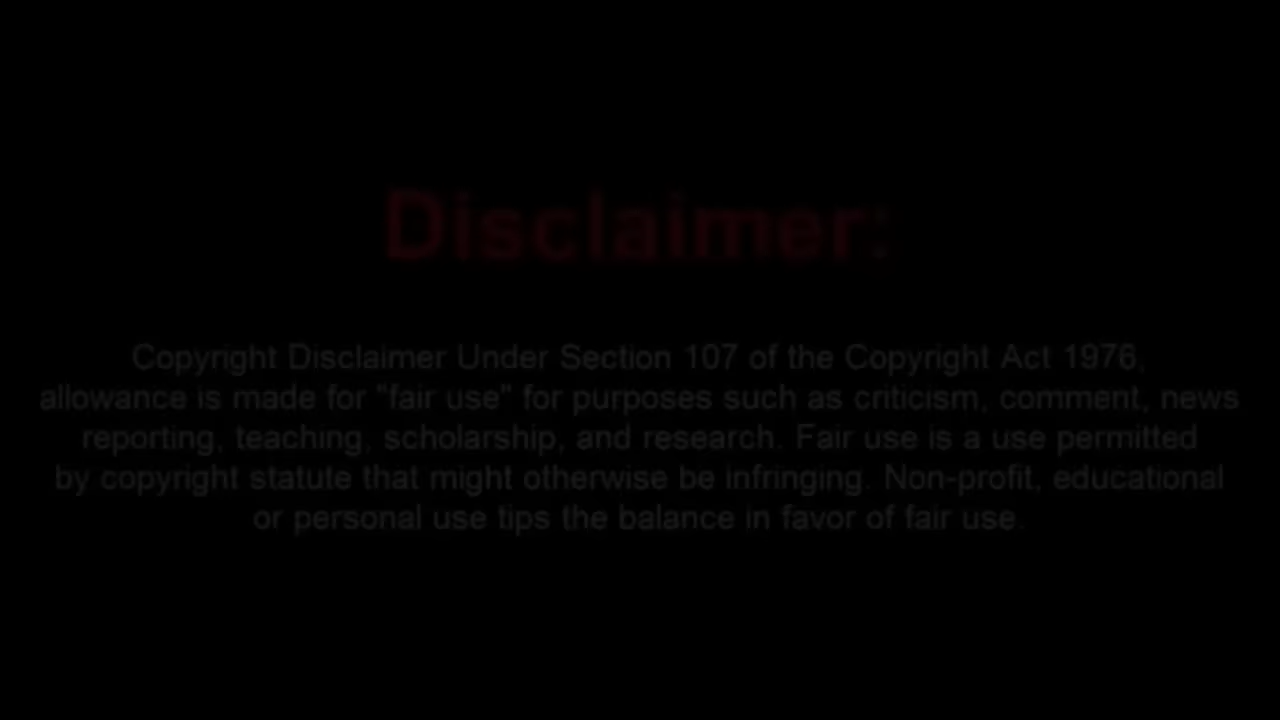 Disclaimer:
Copyright Disclaimer Under Section 107 of the Copyright Act 1976,
allowance is made for "fair use" for purposes such as criticism, comment, news
reporting, teaching, scholarship, and research. Fair use is a use permitted
by copyright statute that might otherwise be infringing. Non-profit, educational
or personal use tips the balance in favor of fair use.